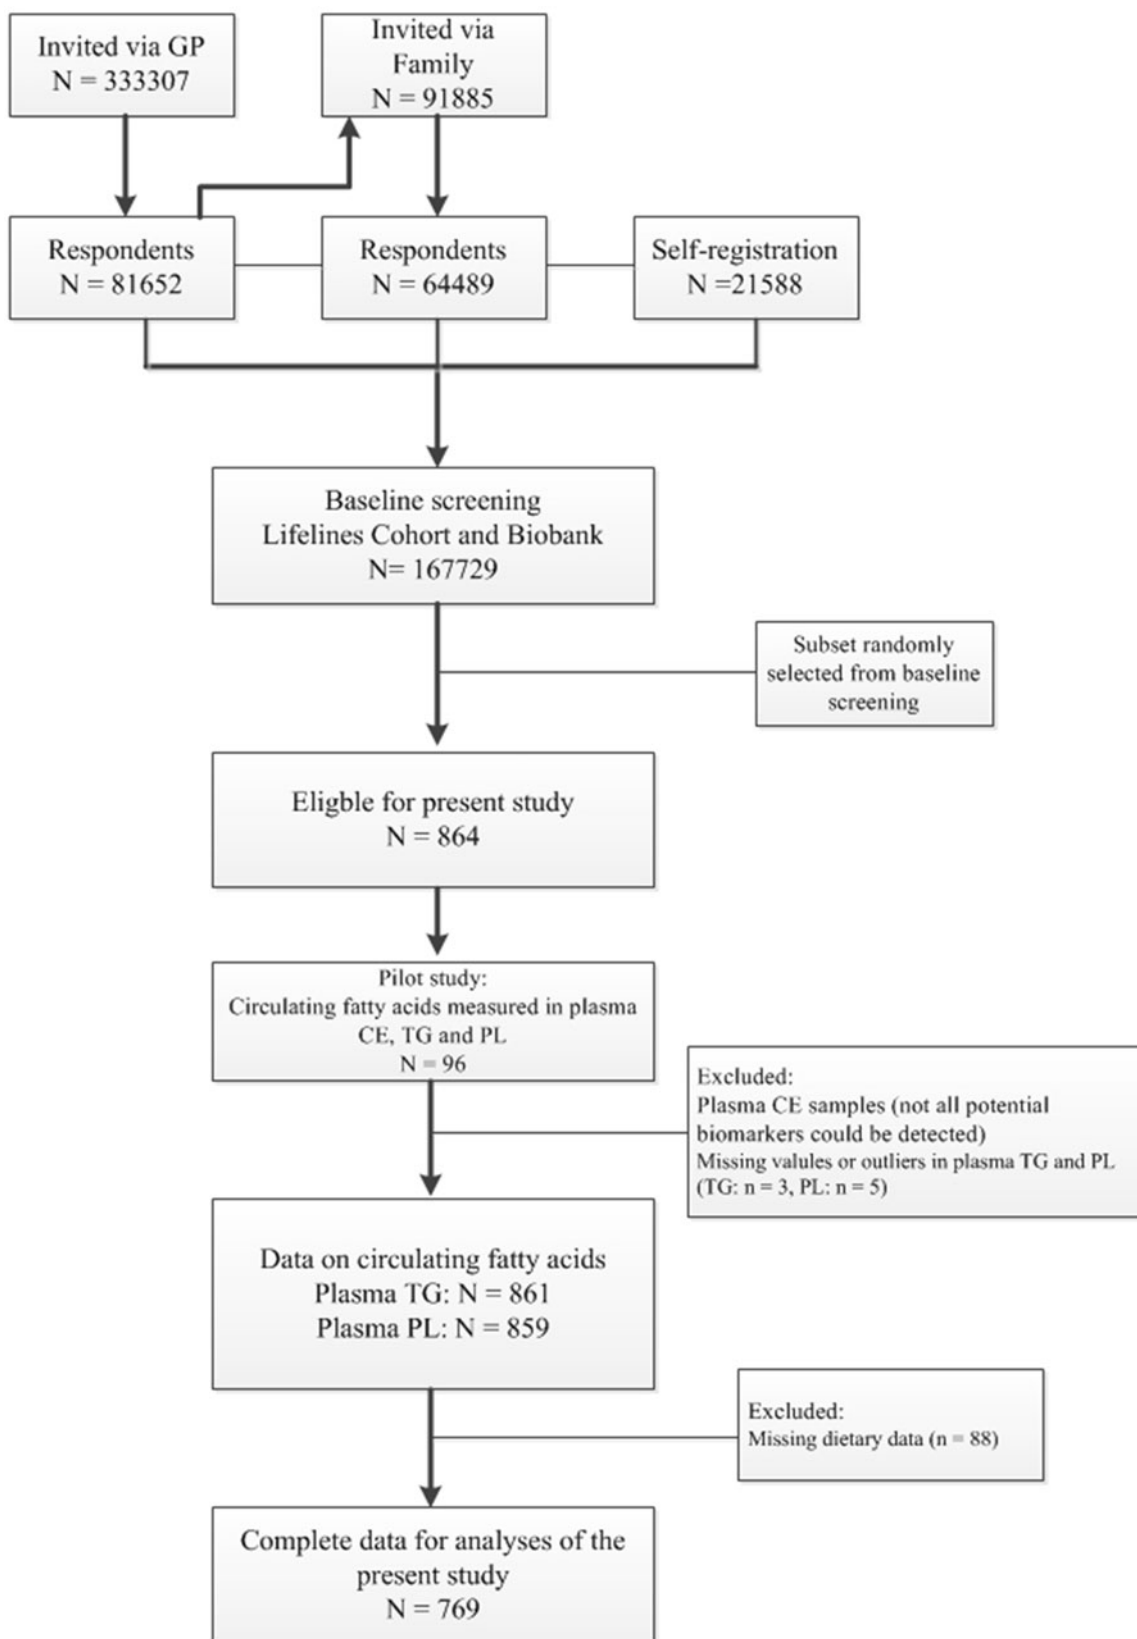 Invited via GP
N = 333307
Invited via
Family
N = 91885
Respondents
N = 81652
Respondents
N = 64489
Self-registration
N =21588
Baseline screening
Lifelines Cohort and Biobank
N= 167729
Subset randomly
selected from baseline
screening
Eligble for present study
N = 864
Pilot study:
Circulating fatty acids measured in plasma
CE, TG and PL
N = 96
Excluded:
Plasma CE samples (not all potential
biomarkers could be detected)
Missing valules or outliers in plasma TG and PL
(TG: n = 3, PL: n = 5)
Data on circulating fatty acids
Plasma TG: N = 861
Plasma PL: N = 859
Excluded:
Missing dietary data (n = 88)
Complete data for analyses of the
present study
N = 769